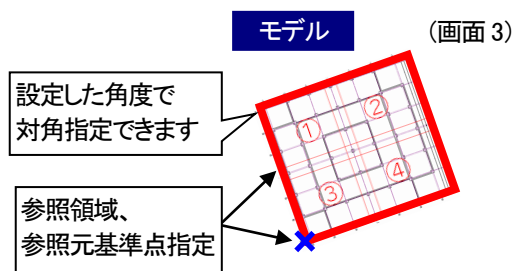 モデル (画面 3)
設定した角度で
対角指定できます
① ②
③ ④
参照領域、
参照元基準点指定